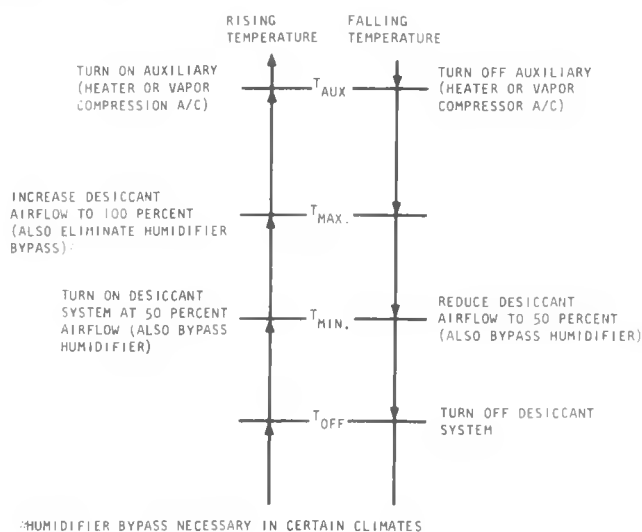 RISING
TEMPERATURE
FALLING
TEMPERATURE
TURN ON AUXILIARY
(HEATER OR VAPOR
COMPRESSION A/C)
T AUX
TURN OFF AUXILIARY
(HEATER OR VAPOR
COMPRESSOR A/C)
INCREASE DESICCANT
AIRFLOW TO 100 PERCENT
(ALSO ELIMINATE HUMIDIFIER
BYPASS)*
T MAX.
TURN ON DESICCANT
SYSTEM AT 50 PERCENT
AIRFLOW (ALSO BYPASS
HUMIDIFIER)
T MIN.
REDUCE DESICCANT
AIRFLOW TO 50 PERCENT
(ALSO BYPASS HUMIDIFIER)
T OFF
TURN OFF DESICCANT
SYSTEM
*HUMIDIFIER BYPASS NECESSARY IN CERTAIN CLIMATES